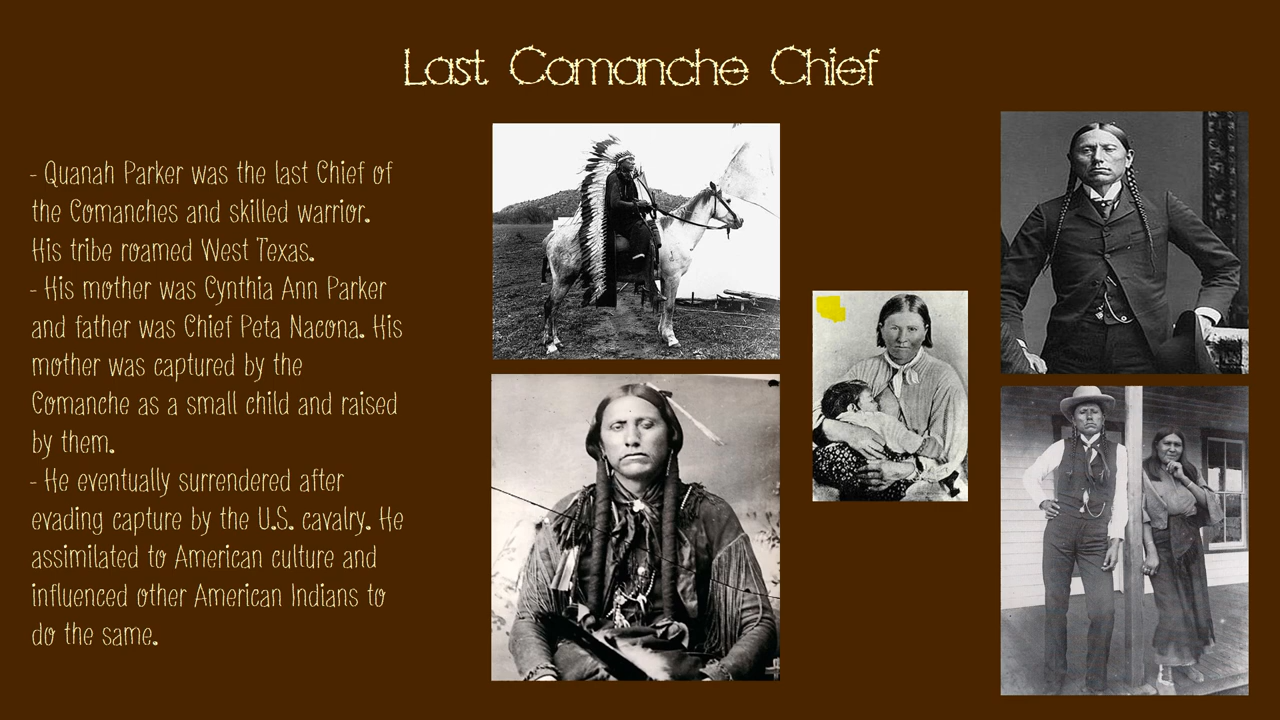 Last Comanche Chief
- Quanah Parker was the last Chief of
the Comanches and skilled warrior.
His tribe roamed West Texas.
- His mother was Cynthia Ann Parker
and father was Chief Peta Nacona. His
mother was captured by the
Comanche as a small child and raised
by them.
- He eventually surrendered after
evading capture by the U.S. cavalry. He
assimilated to American culture and
influenced other American Indians to
do the same.